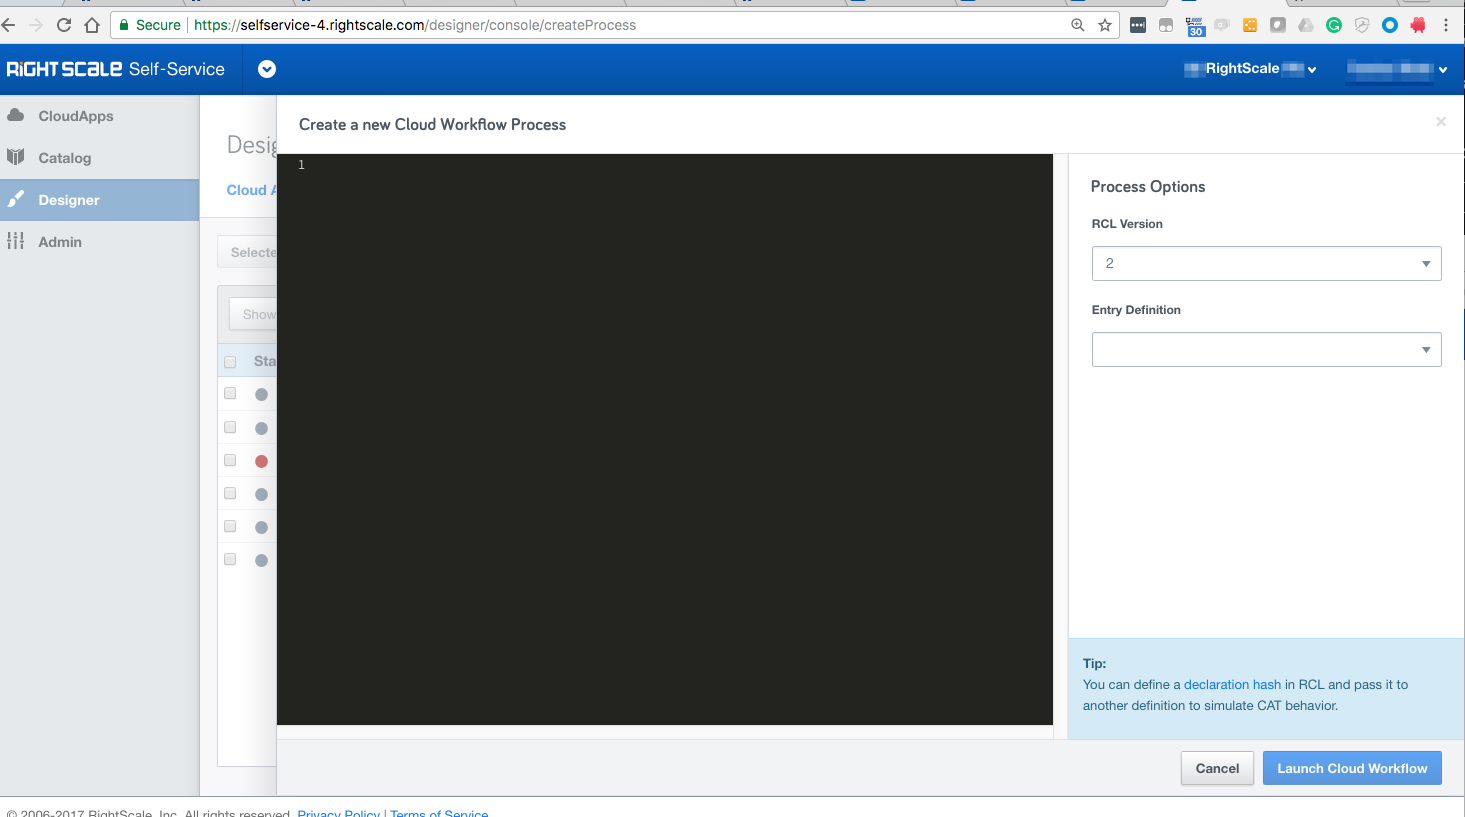 Secure https://selfservice-4.rightscale.com/designer/console/createProcess
30
RIGHTSCALE Self-Service
RightScale
CloudApps
Catalog
Designer
Admin
Desig
Cloud A
Selecte
Show
Sta
Create a new Cloud Workflow Process
×
1
Process Options
RCL Version
2
Entry Definition
Tip:
You can define a declaration hash in RCL and pass it to
another definition to simulate CAT behavior.
Cancel
Launch Cloud Workflow
© 2006-2017 RightScale, Inc. All rights reserved. Privacy Policy | Terms of Service